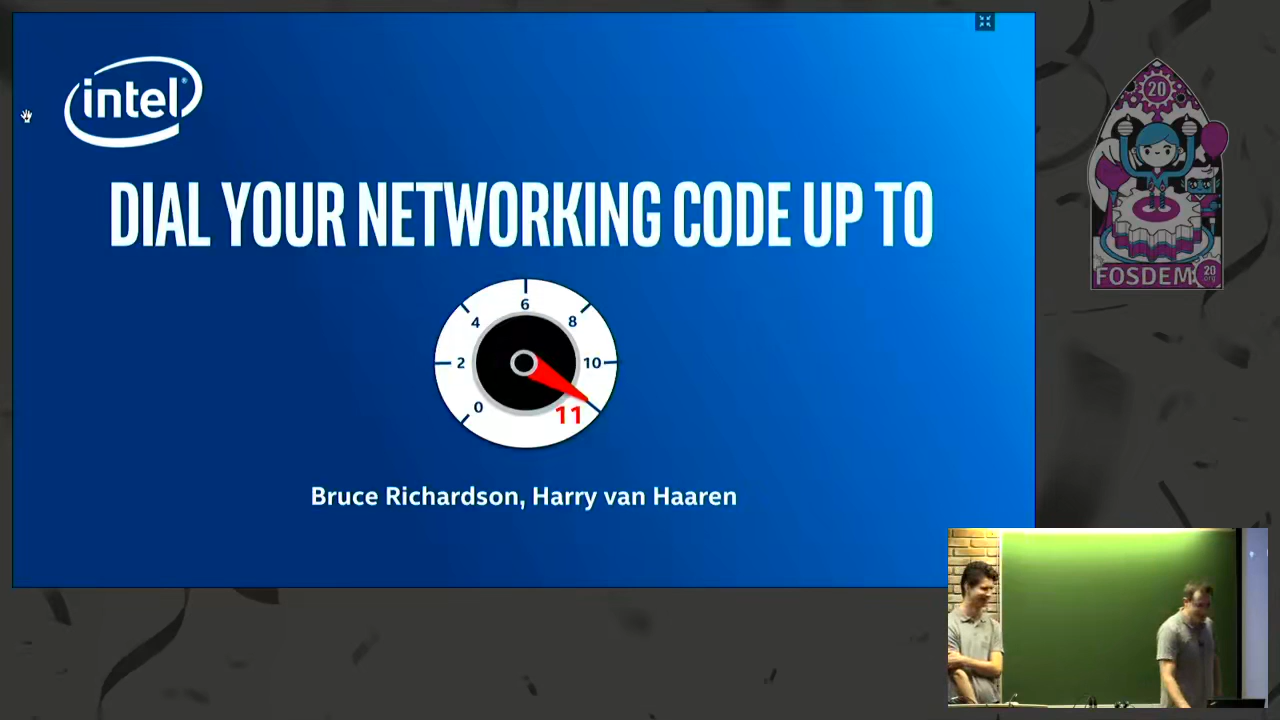 intel
DIAL YOUR NETWORKING CODE UP TO
6
4
8
2
10
0
11
Bruce Richardson, Harry van Haaren
20
FOSDEM
20
.org